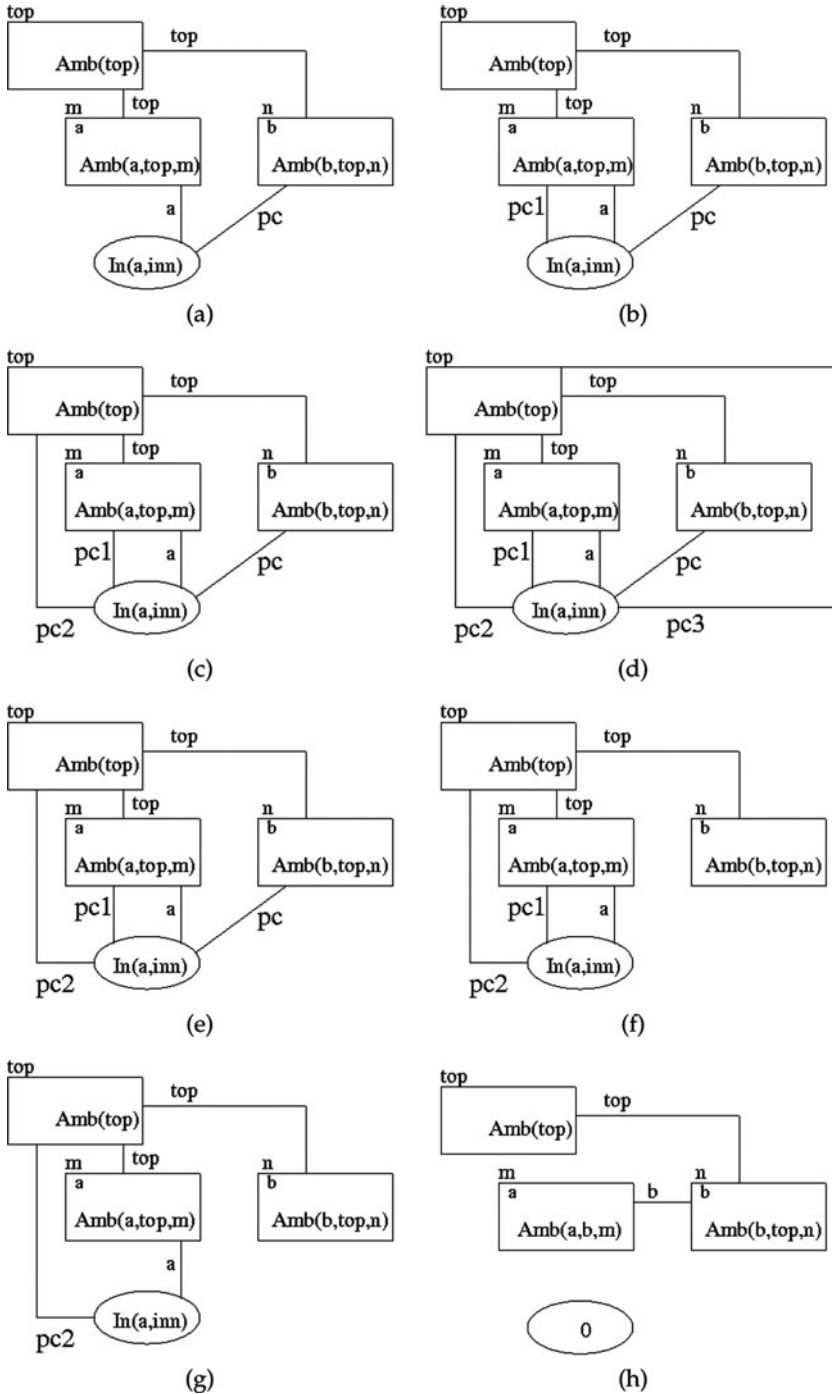 top
top
Amb(top)
top
m
n
a
b
Amb(a,top,m)
Amb(b,top,n)
a
pc
In(a,inn)
(a)
top
top
Amb(top)
top
m
n
a
b
Amb(a,top,m)
Amb(b,top,n)
pc1
a
pc
In(a,inn)
(b)
top
top
Amb(top)
top
m
n
a
b
Amb(a,top,m)
Amb(b,top,n)
pc1
a
pc
In(a,inn)
pc2
(c)
top
top
Amb(top)
top
m
n
a
b
Amb(a,top,m)
Amb(b,top,n)
pc1
a
pc
In(a,inn)
pc2
pc3
(d)
top
top
Amb(top)
top
m
n
a
b
Amb(a,top,m)
Amb(b,top,n)
pc1
a
pc
In(a,inn)
pc2
(e)
top
top
Amb(top)
top
m
n
a
b
Amb(a,top,m)
Amb(b,top,n)
pc1
a
In(a,inn)
pc2
(f)
top
top
Amb(top)
top
m
n
a
b
Amb(a,top,m)
Amb(b,top,n)
a
In(a,inn)
pc2
(g)
top
top
Amb(top)
m
n
a
b
b
Amb(a,b,m)
Amb(b,top,n)
0
(h)